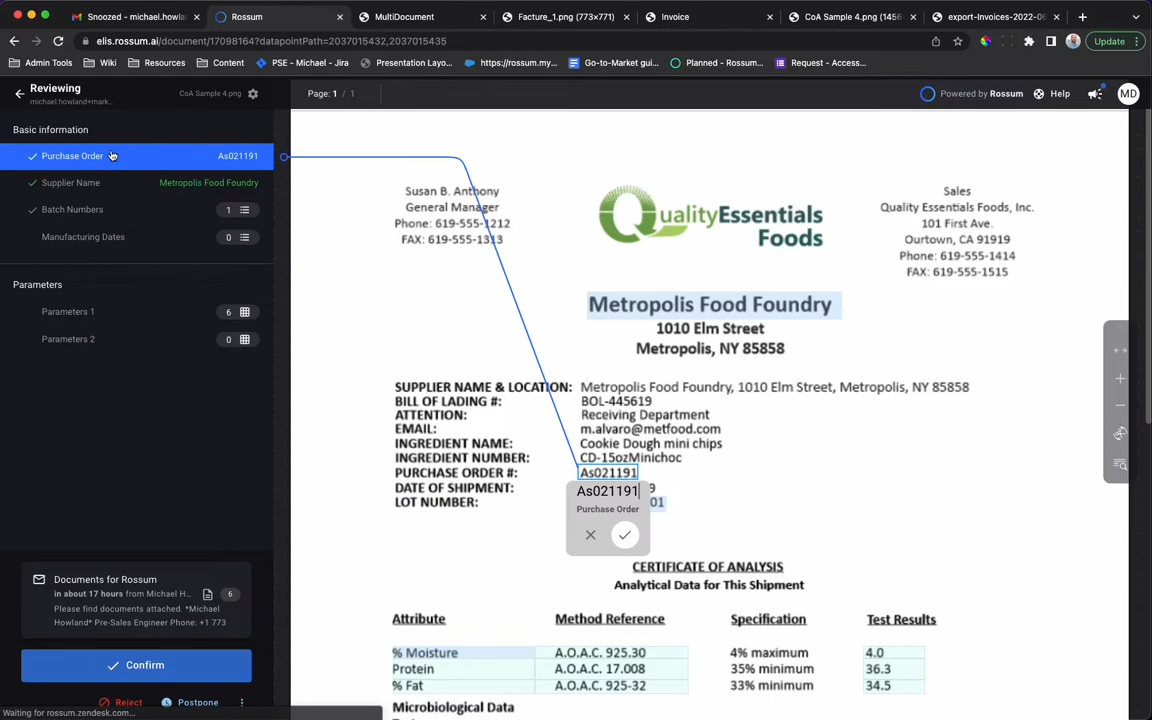 Snoozed - michael.howlan
Rossum
MultiDocument
Facture_1.png (773×771)
Invoice
CoA Sample 4.png (1456×
export-Invoices-2022-06
elis.rossum.ai/document/17098164?datapointPath=2037015432,2037015435
Update
Admin Tools
Wiki
Resources
Content
PSE - Michael - Jira
Presentation Layo...
https://rossum.my...
Go-to-Market gui...
Planned - Rossum...
Request - Access...
Reviewing
michael.howland+mark...
CoA Sample 4.png
Page: 1 / 1
Powered by Rossum
Help
MD
Basic information
Purchase Order
As021191
Supplier Name
Metropolis Food Foundry
Batch Numbers
1
Manufacturing Dates
0
Parameters
Parameters 1
6
Parameters 2
0
Documents for Rossum
in about 17 hours from Michael H...
6
Please find documents attached. *Michael
Howland* Pre-Sales Engineer Phone: +1 773
Confirm
Reject
Postpone
Waiting for rossum.zendesk.com...
Susan B. Anthony
General Manager
Phone: 619-555-1212
FAX: 619-555-1313
QualityEssentials
Foods
Sales
Quality Essentials Foods, Inc.
101 First Ave.
Ourtown, CA 91919
Phone: 619-555-1414
FAX: 619-555-1515
Metropolis Food Foundry
1010 Elm Street
Metropolis, NY 85858
SUPPLIER NAME & LOCATION: Metropolis Food Foundry, 1010 Elm Street, Metropolis, NY 85858
BILL OF LADING #: BOL-445619
ATTENTION: Receiving Department
EMAIL: m.alvaro@metfood.com
INGREDIENT NAME: Cookie Dough mini chips
INGREDIENT NUMBER: CD-15ozMinichoc
PURCHASE ORDER #: As021191
DATE OF SHIPMENT: 9
LOT NUMBER: 01
As021191
Purchase Order
CERTIFICATE OF ANALYSIS
Analytical Data for This Shipment
Attribute Method Reference Specification Test Results
% Moisture A.O.A.C. 925.30 4% maximum 4.0
Protein A.O.A.C. 17.008 35% minimum 36.3
% Fat A.O.A.C. 925-32 33% minimum 34.5
Microbiological Data